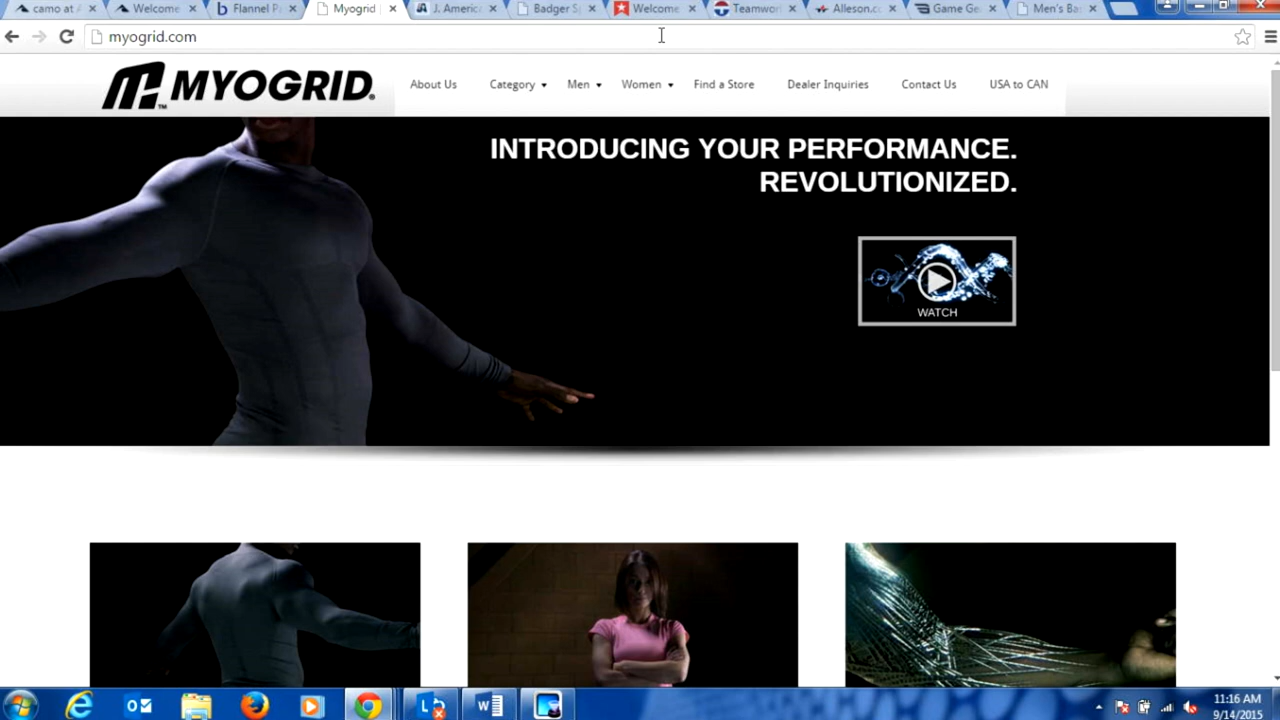 camo at A
Welcome
Flannel P
Myogrid
J. Americ
Badger S
Welcome
Teamwor
Alleson.c
Game Ge
Men's Ba
myogrid.com
MYOGRID®
TM
About Us
Category
Men
Women
Find a Store
Dealer Inquiries
Contact Us
USA to CAN
INTRODUCING YOUR PERFORMANCE.
REVOLUTIONIZED.
WATCH
11:16 AM
9/14/2015